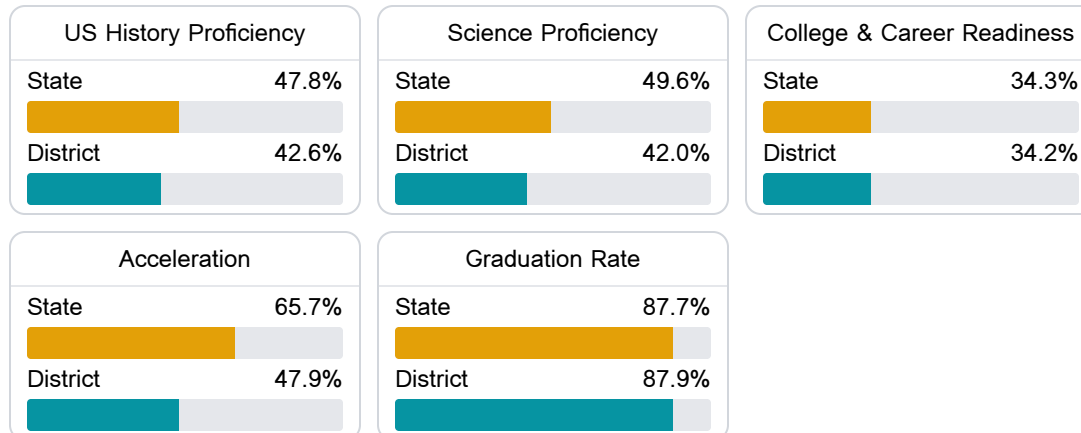 US History Proficiency
State 47.8%
District 42.6%
Science Proficiency
State 49.6%
District 42.0%
College & Career Readiness
State 34.3%
District 34.2%
Acceleration
State 65.7%
District 47.9%
Graduation Rate
State 87.7%
District 87.9%